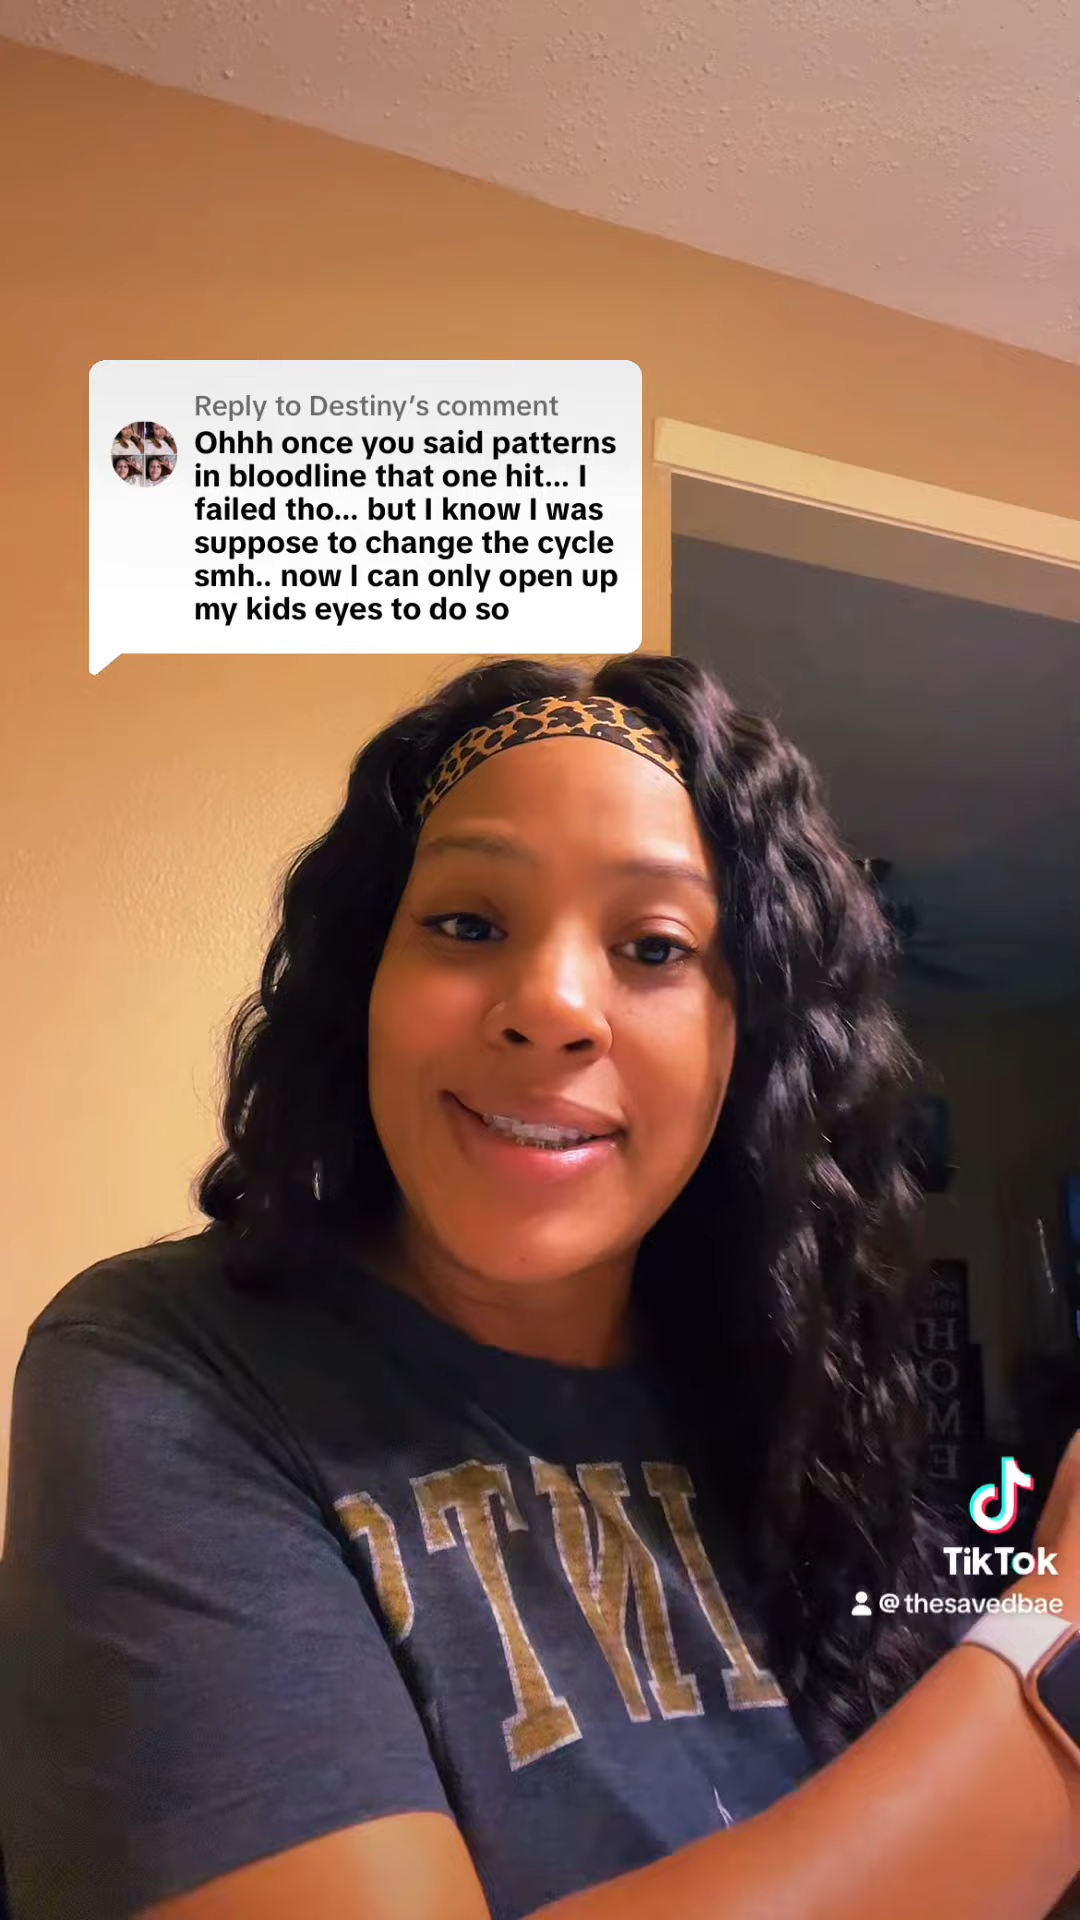 Reply to Destiny's comment
Ohhh once you said patterns
in bloodline that one hit... I
failed tho... but I know I was
suppose to change the cycle
smh.. now I can only open up
my kids eyes to do so
HOME
TikTok
@thesavedbae